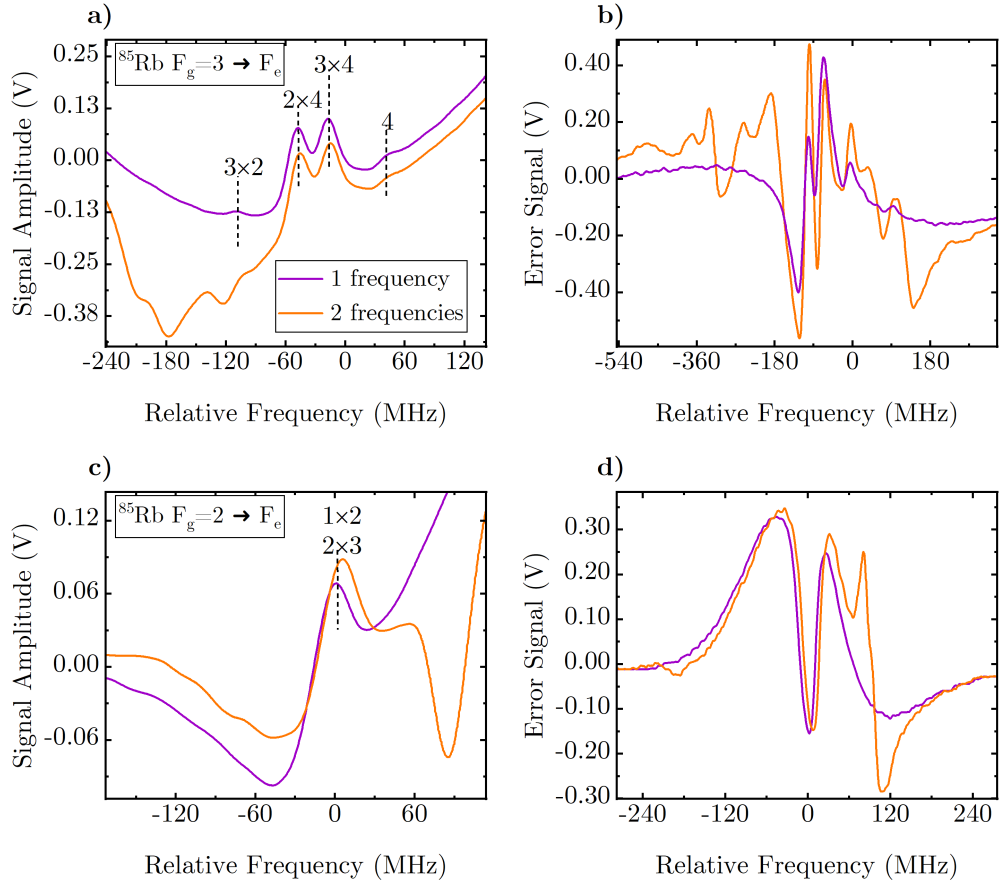 a)
⁸⁵Rb F_g=3 → F_e
3×2
2×4
3×4
4
1 frequency
2 frequencies
Signal Amplitude (V)
0.25
0.13
0.00
-0.13
-0.25
-0.38
-240 -180 -120 -60 0 60 120
Relative Frequency (MHz)
b)
Error Signal (V)
0.40
0.20
0.00
-0.20
-0.40
-540 -360 -180 0 180
Relative Frequency (MHz)
c)
⁸⁵Rb F_g=2 → F_e
1×2
2×3
Signal Amplitude (V)
0.12
0.06
0.00
-0.06
-120 -60 0 60
Relative Frequency (MHz)
d)
Error Signal (V)
0.30
0.20
0.10
0.00
-0.10
-0.20
-0.30
-240 -120 0 120 240
Relative Frequency (MHz)